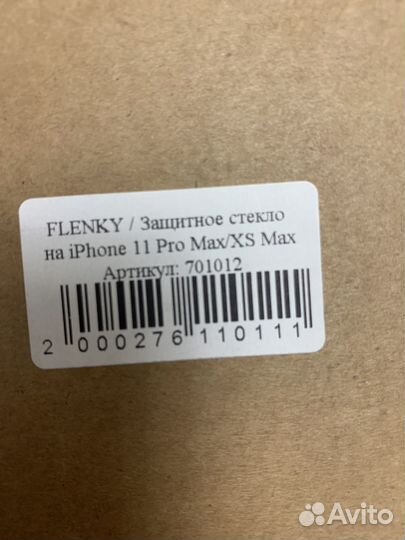 FLENKY / Защитное стекло
на iPhone 11 Pro Max/XS Max
Артикул: 701012
2 000276 110111
Avito